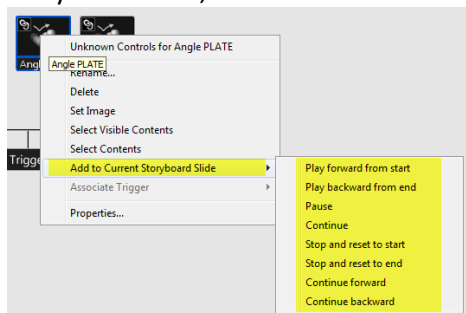 Angl
Unknown Controls for Angle PLATE
Angle PLATE
Rename...
Delete
Set Image
Select Visible Contents
Select Contents
Trigge
Add to Current Storyboard Slide
Associate Trigger
Properties...
Play forward from start
Play backward from end
Pause
Continue
Stop and reset to start
Stop and reset to end
Continue forward
Continue backward